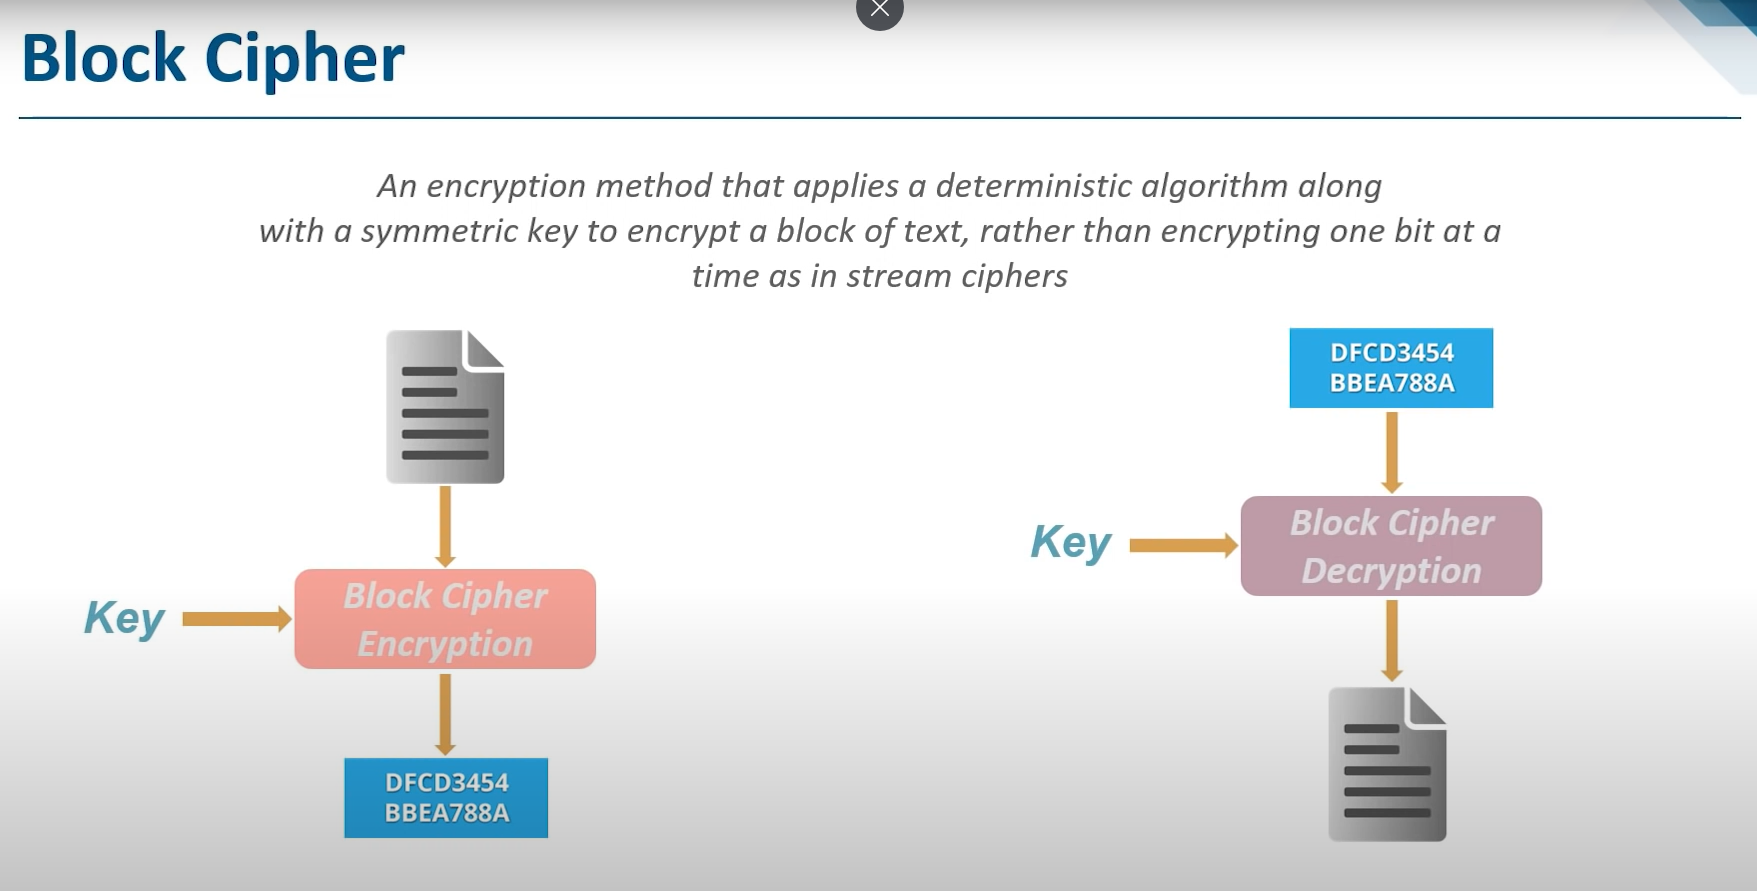 Block Cipher
An encryption method that applies a deterministic algorithm along
with a symmetric key to encrypt a block of text, rather than encrypting one bit at a
time as in stream ciphers
Key
Block Cipher
Encryption
DFCD3454
BBEA788A
DFCD3454
BBEA788A
Key
Block Cipher
Decryption